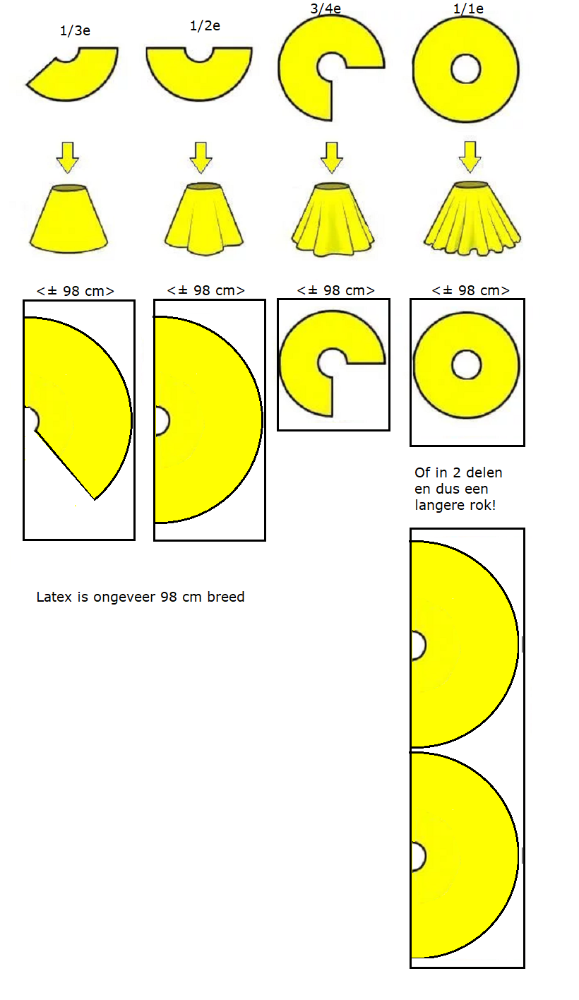 1/3e
1/2e
3/4e
1/1e
<± 98 cm>
<± 98 cm>
<± 98 cm>
<± 98 cm>
Of in 2 delen
en dus een
langere rok!
Latex is ongeveer 98 cm breed